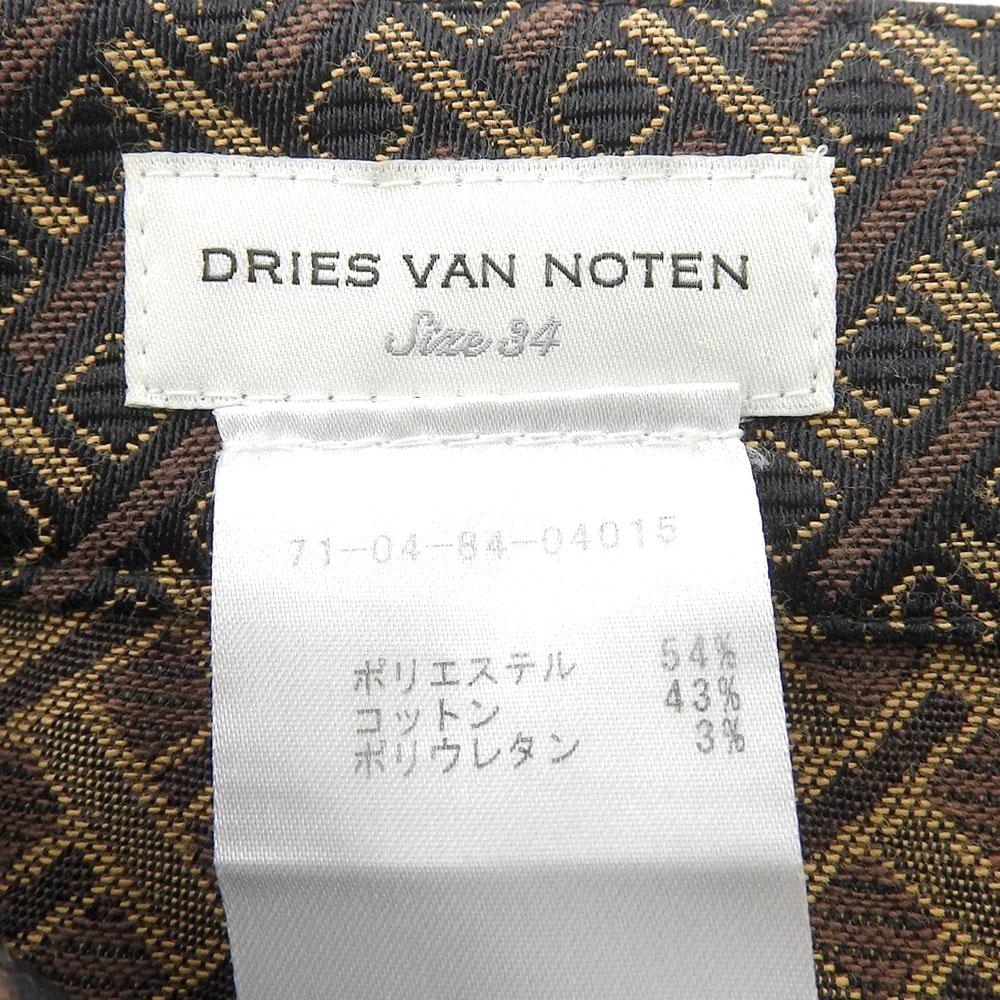 DRIES VAN NOTEN
Size 34
71-04-84-04015
ポリエステル 54%
コットン 43%
ポリウレタン 3%